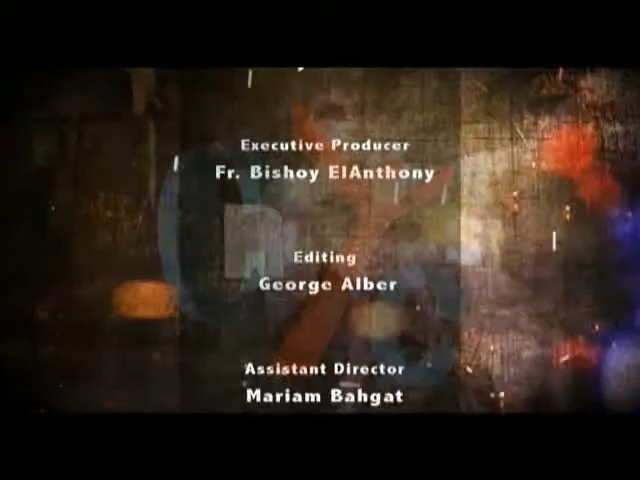 Executive Producer
Fr. Bishoy ElAnthony
Editing
George Alber
Assistant Director
Mariam Bahgat